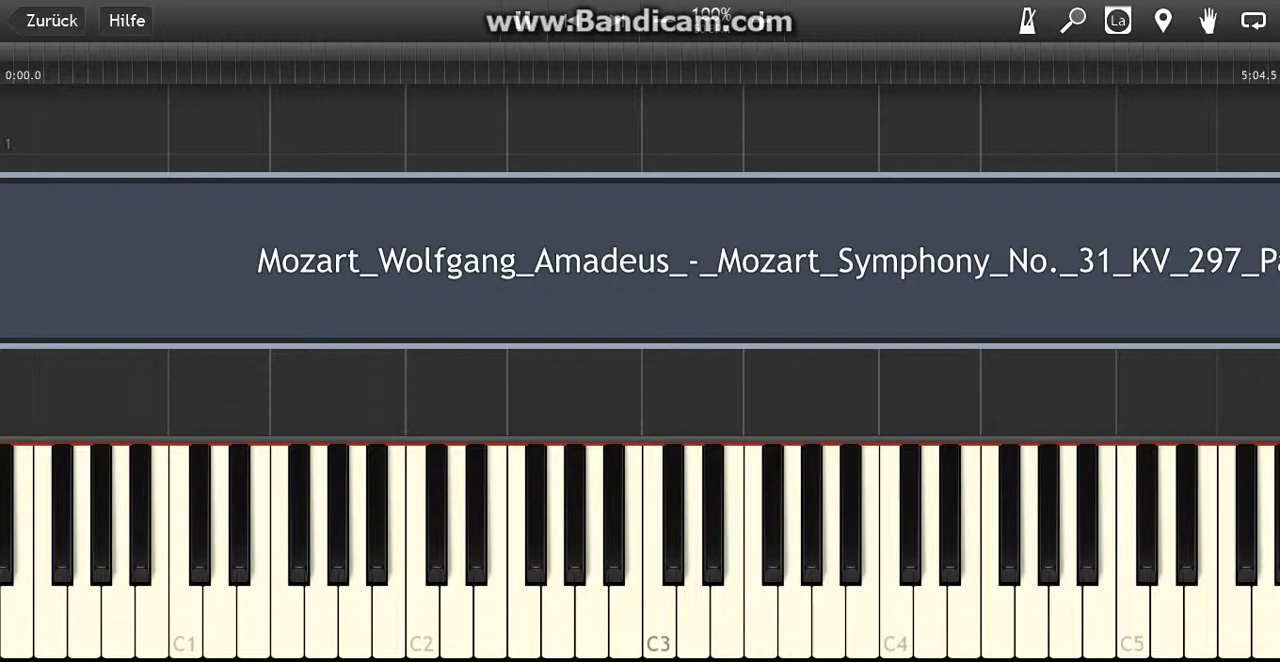 Zurück Hilfe www.Bandicam.com La
0:00.0 5:04.5
1
Mozart_Wolfgang_Amadeus_-_Mozart_Symphony_No._31_KV_297_Pa
C1 C2 C3 C4 C5